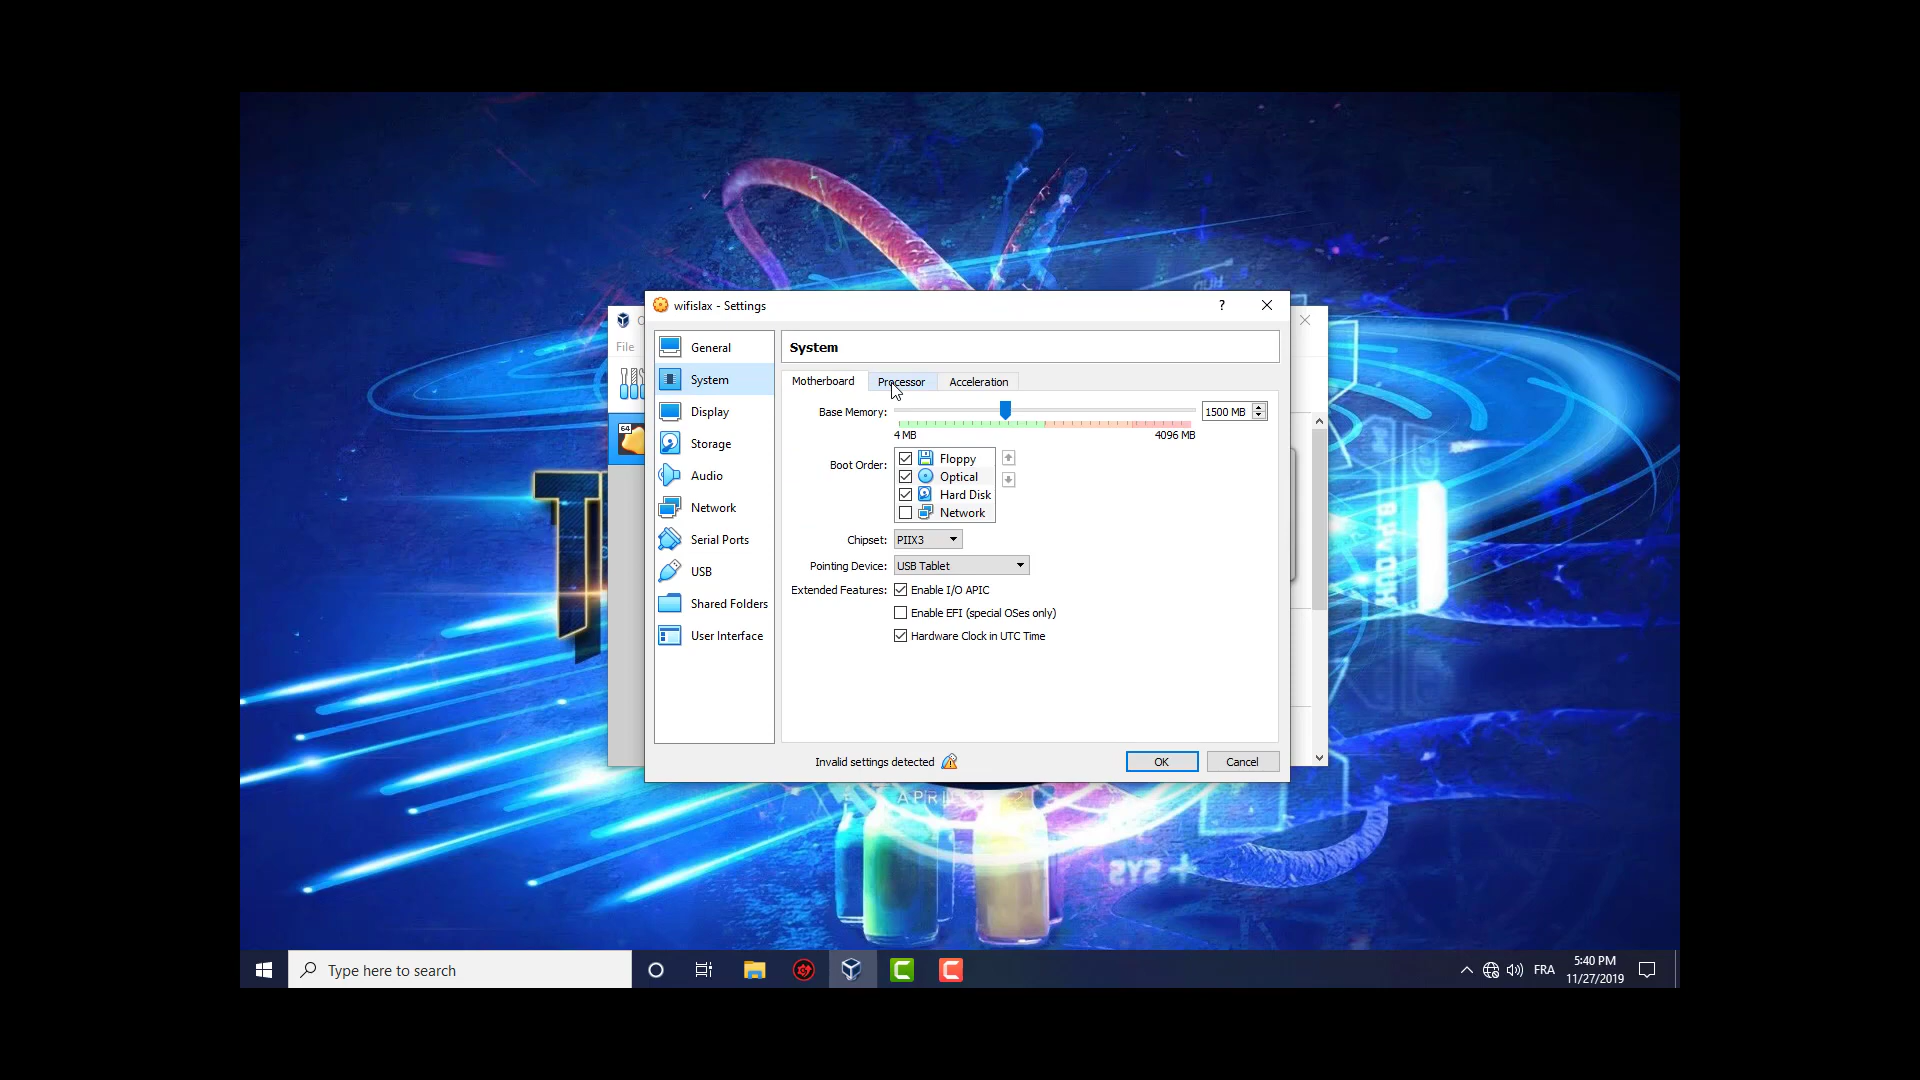 wifislax - Settings
?
File
64
General
System
Display
Storage
Audio
Network
Serial Ports
USB
Shared Folders
User Interface
System
Motherboard
Processor
Acceleration
Base Memory:
1500 MB
4 MB
4096 MB
Boot Order:
Floppy
Optical
Hard Disk
Network
Chipset:
PIIX3
Pointing Device:
USB Tablet
Extended Features:
Enable I/O APIC
Enable EFI (special OSes only)
Hardware Clock in UTC Time
Invalid settings detected
OK
Cancel
Type here to search
FRA
5:40 PM
11/27/2019